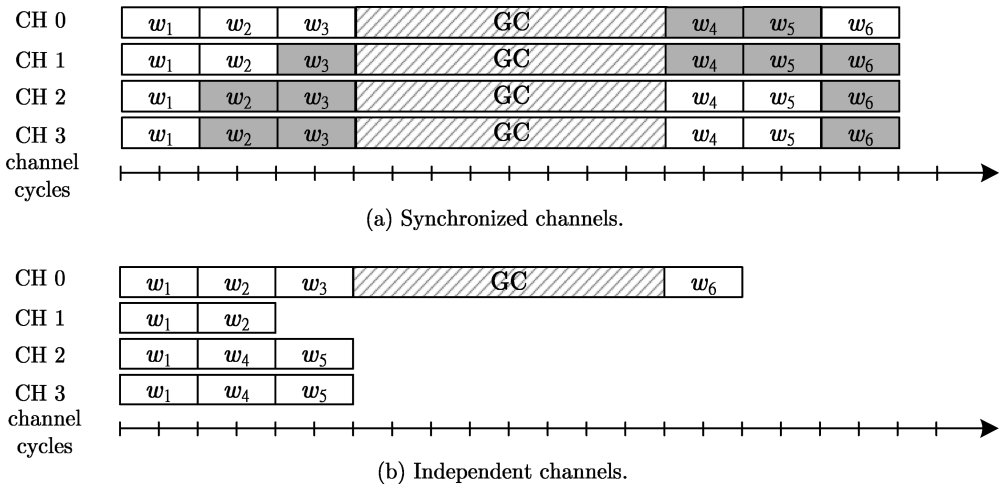 CH 0 w1 w2 w3 GC w4 w5 w6
CH 1 w1 w2 w3 GC w4 w5 w6
CH 2 w1 w2 w3 GC w4 w5 w6
CH 3 w1 w2 w3 GC w4 w5 w6
channel
cycles
(a) Synchronized channels.
CH 0 w1 w2 w3 GC w6
CH 1 w1 w2
CH 2 w1 w4 w5
CH 3 w1 w4 w5
channel
cycles
(b) Independent channels.